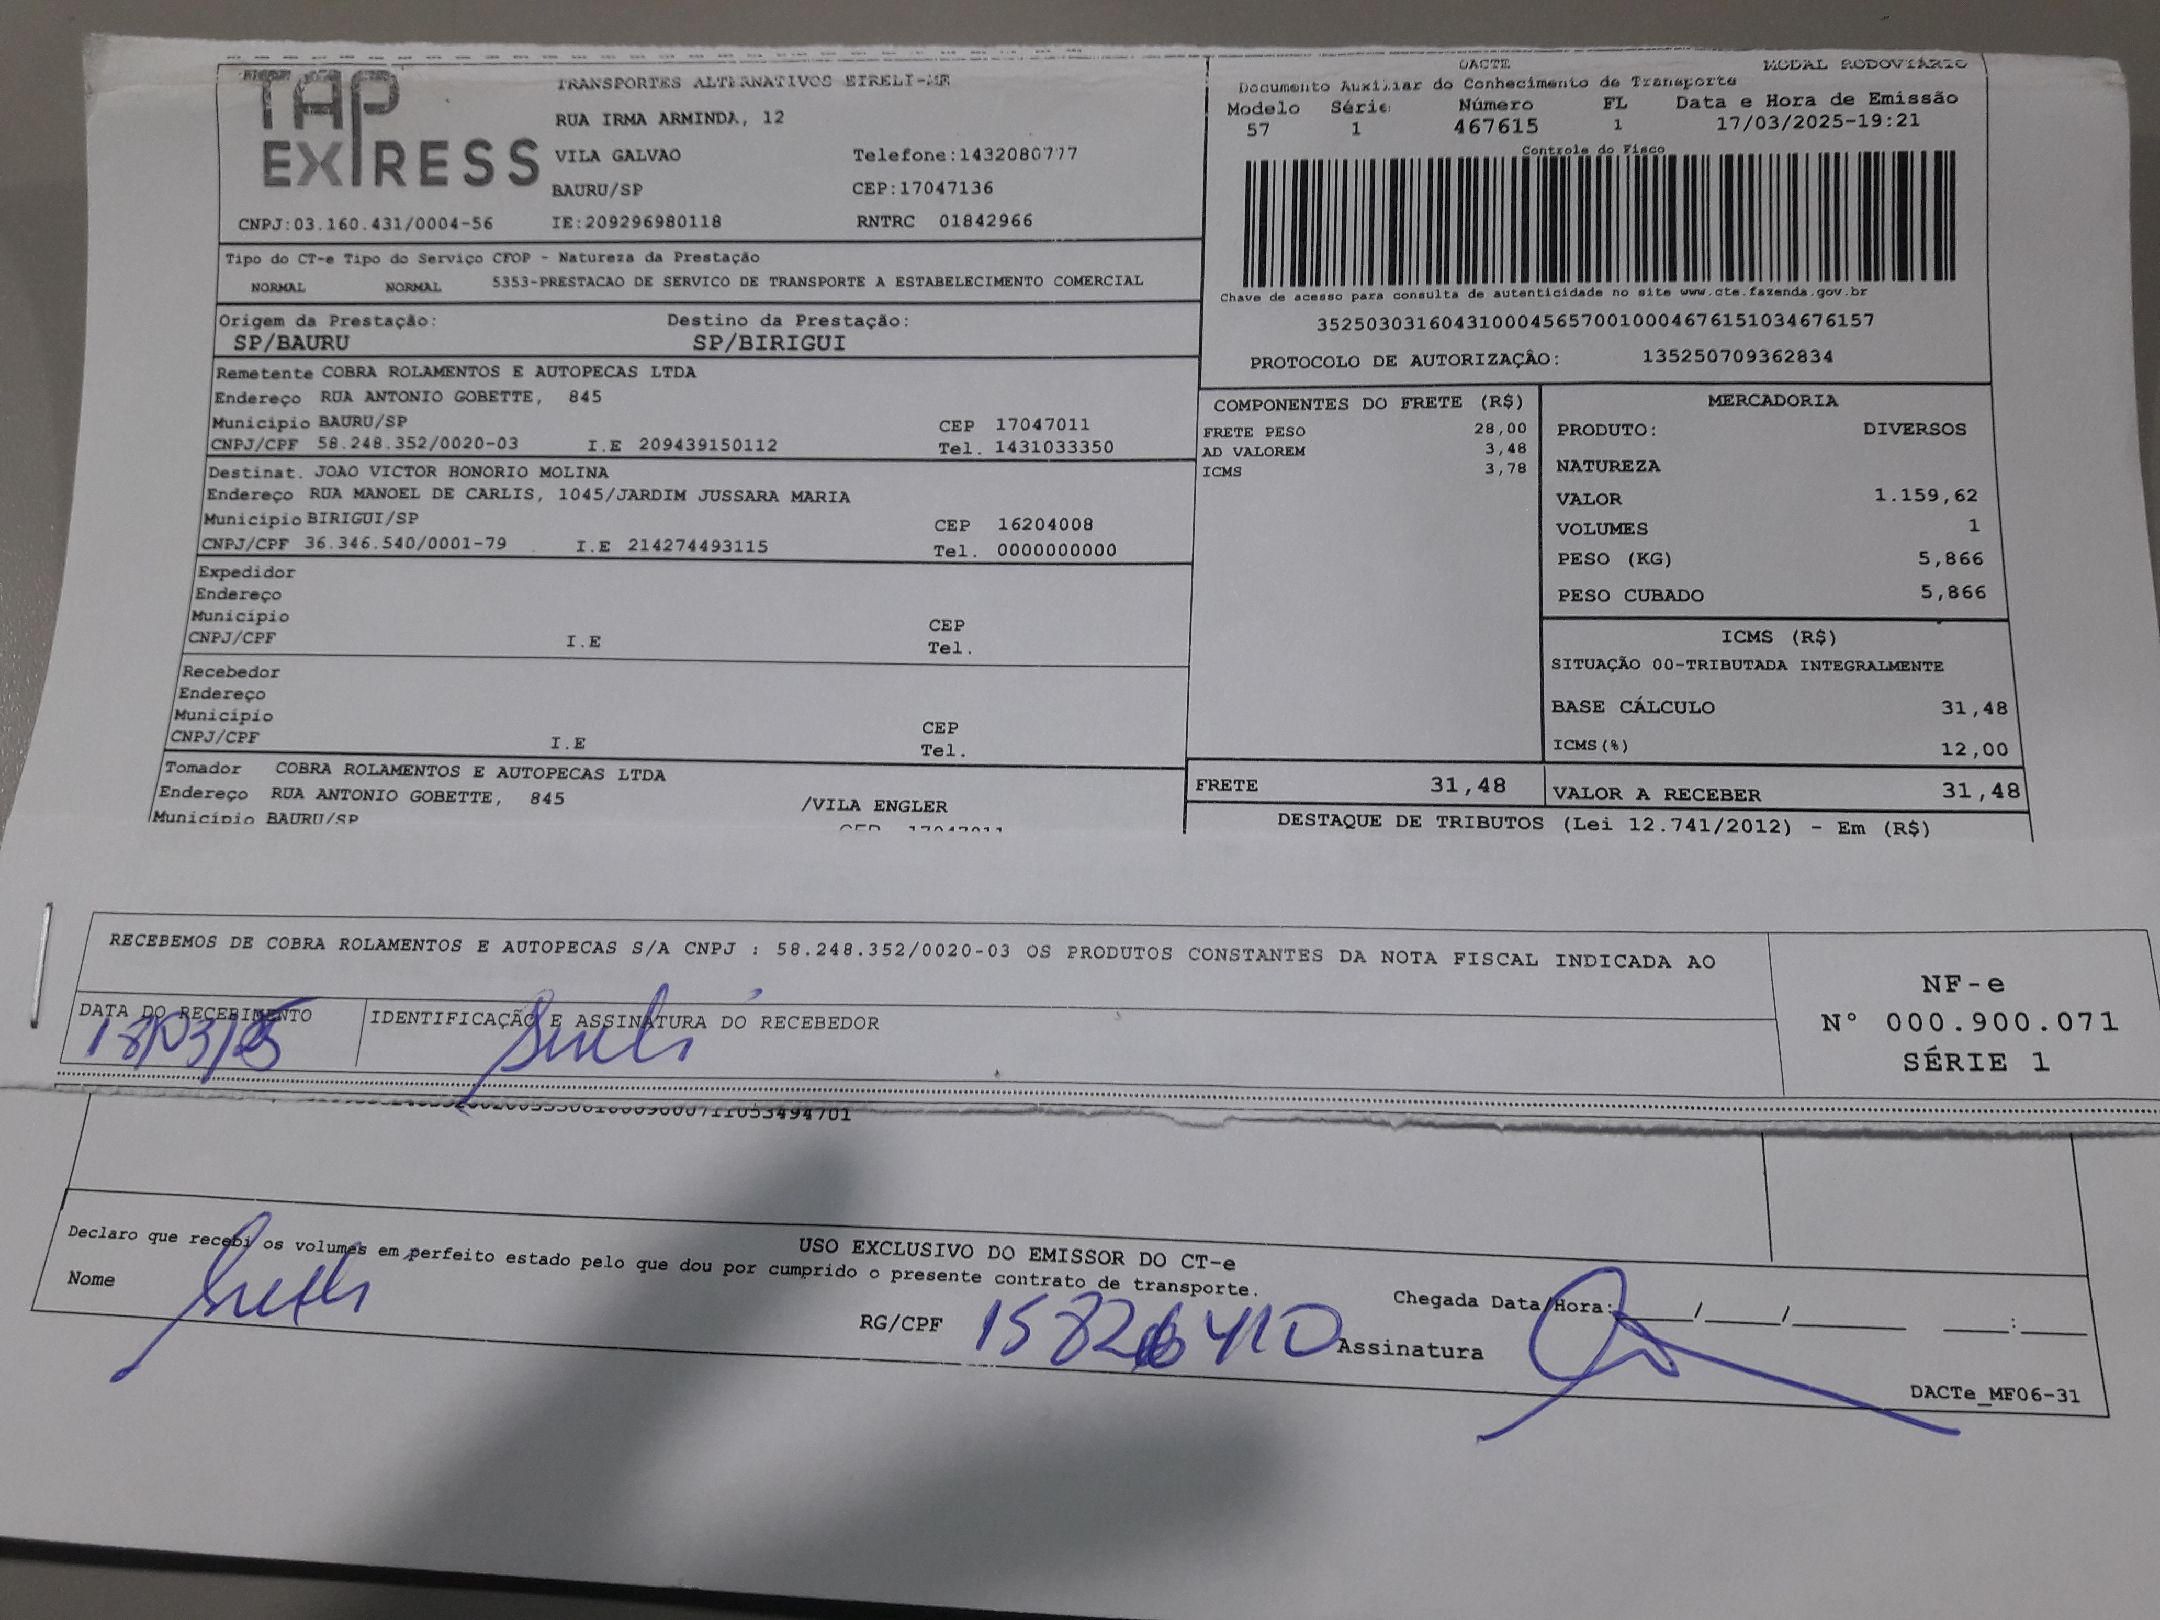 TAP EXPRESS
TRANSPORTES ALTERNATIVOS EIRELI-ME
RUA IRMA ARMINDA, 12
VILA GALVAO Telefone:1432080777
BAURU/SP CEP:17047136
CNPJ:03.160.431/0004-56 IE:209296980118 RNTRC 01842966
DACTE MODAL RODOVIÁRIO
Documento Auxiliar do Conhecimento de Transporte
Modelo Série Número FL Data e Hora de Emissão
57 1 467615 1 17/03/2025-19:21
Controle do Fisco
Chave de acesso para consulta de autenticidade no site www.cte.fazenda.gov.br
35250303160431000456570010004676151034676157
PROTOCOLO DE AUTORIZAÇÃO: 135250709362834
Tipo do CT-e Tipo do Serviço CFOP - Natureza da Prestação
NORMAL NORMAL 5353-PRESTACAO DE SERVICO DE TRANSPORTE A ESTABELECIMENTO COMERCIAL
Origem da Prestação: Destino da Prestação:
SP/BAURU SP/BIRIGUI
Remetente COBRA ROLAMENTOS E AUTOPECAS LTDA
Endereço RUA ANTONIO GOBETTE, 845
Município BAURU/SP CEP 17047011
CNPJ/CPF 58.248.352/0020-03 I.E 209439150112 Tel. 1431033350
Destinat. JOAO VICTOR HONORIO MOLINA
Endereço RUA MANOEL DE CARLIS, 1045/JARDIM JUSSARA MARIA
Município BIRIGUI/SP CEP 16204008
CNPJ/CPF 36.346.540/0001-79 I.E 214274493115 Tel. 0000000000
Expedidor
Endereço
Município CEP
CNPJ/CPF I.E Tel.
Recebedor
Endereço
Município CEP
CNPJ/CPF I.E Tel.
Tomador COBRA ROLAMENTOS E AUTOPECAS LTDA
Endereço RUA ANTONIO GOBETTE, 845 /VILA ENGLER
Município BAURU/SP CEP 17047011
COMPONENTES DO FRETE (R$)
FRETE PESO 28,00
AD VALOREM 3,48
ICMS 3,78
MERCADORIA
PRODUTO: DIVERSOS
NATUREZA
VALOR 1.159,62
VOLUMES 1
PESO (KG) 5,866
PESO CUBADO 5,866
ICMS (R$)
SITUAÇÃO 00-TRIBUTADA INTEGRALMENTE
BASE CÁLCULO 31,48
ICMS(%) 12,00
FRETE 31,48 VALOR A RECEBER 31,48
DESTAQUE DE TRIBUTOS (Lei 12.741/2012) - Em (R$)
RECEBEMOS DE COBRA ROLAMENTOS E AUTOPECAS S/A CNPJ : 58.248.352/0020-03 OS PRODUTOS CONSTANTES DA NOTA FISCAL INDICADA AO
DATA DO RECEBIMENTO IDENTIFICAÇÃO E ASSINATURA DO RECEBEDOR
18/03/25
NF-e
N° 000.900.071
SÉRIE 1
USO EXCLUSIVO DO EMISSOR DO CT-e
Declaro que recebi os volumes em perfeito estado pelo que dou por cumprido o presente contrato de transporte.
Nome RG/CPF Chegada Data/Hora: __/__/____ __:__
Assinatura
DACTe_MF06-31